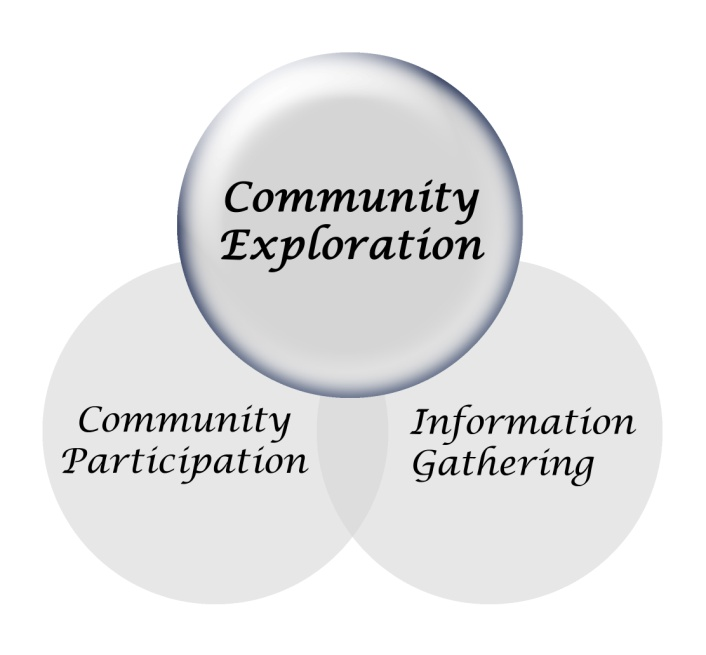 Community
Exploration
Community
Participation
Information
Gathering